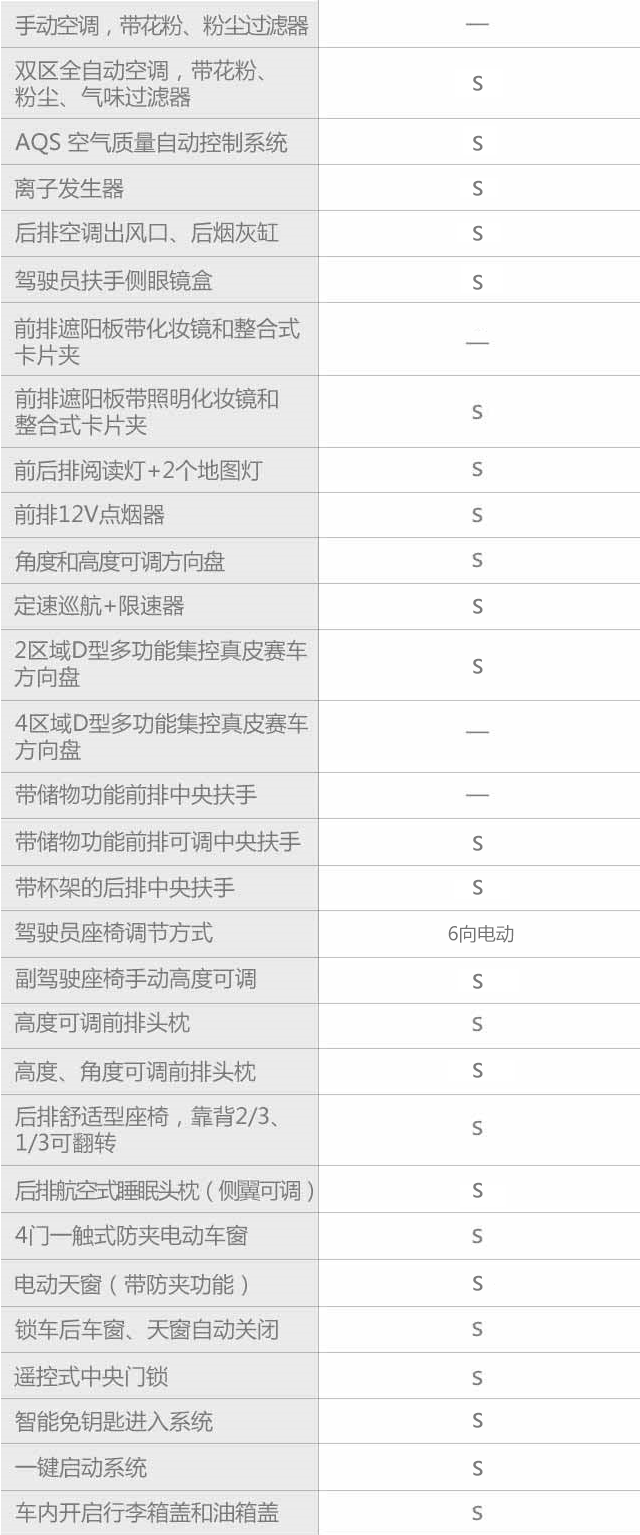 手动空调，带花粉、粉尘过滤器 —
双区全自动空调，带花粉、
粉尘、气味过滤器 S
AQS 空气质量自动控制系统 S
离子发生器 S
后排空调出风口、后烟灰缸 S
驾驶员扶手侧眼镜盒 S
前排遮阳板带化妆镜和整合式
卡片夹 —
前排遮阳板带照明化妆镜和
整合式卡片夹 S
前后排阅读灯+2个地图灯 S
前排12V点烟器 S
角度和高度可调方向盘 S
定速巡航+限速器 S
2区域D型多功能集控真皮赛车
方向盘 S
4区域D型多功能集控真皮赛车
方向盘 —
带储物功能前排中央扶手 —
带储物功能前排可调中央扶手 S
带杯架的后排中央扶手 S
驾驶员座椅调节方式 6向电动
副驾驶座椅手动高度可调 S
高度可调前排头枕 S
高度、角度可调前排头枕 S
后排舒适型座椅，靠背2/3、
1/3可翻转 S
后排航空式睡眠头枕（侧翼可调） S
4门一触式防夹电动车窗 S
电动天窗（带防夹功能） S
锁车后车窗、天窗自动关闭 S
遥控式中央门锁 S
智能免钥匙进入系统 S
一键启动系统 S
车内开启行李箱盖和油箱盖 S